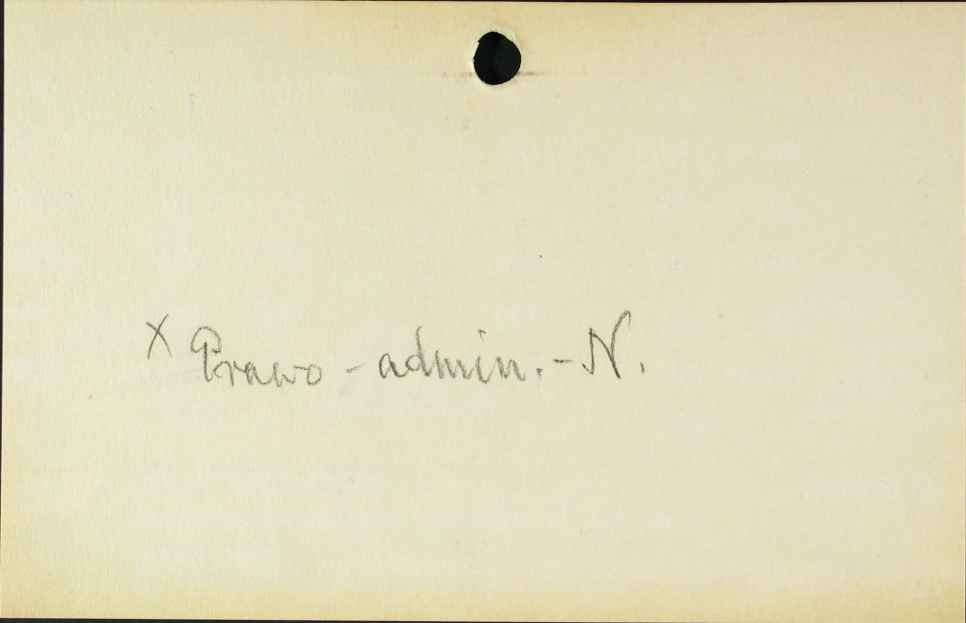 x Prawo - admin. - N.